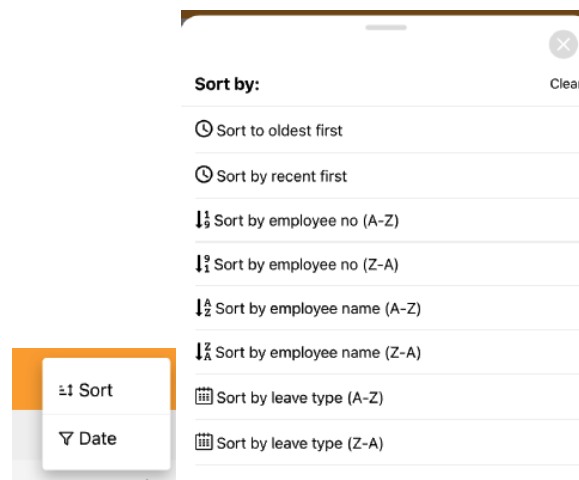 Sort by:
Clear
Sort to oldest first
Sort by recent first
Sort by employee no (A-Z)
Sort by employee no (Z-A)
Sort by employee name (A-Z)
Sort by employee name (Z-A)
Sort by leave type (A-Z)
Sort by leave type (Z-A)
Sort
Date